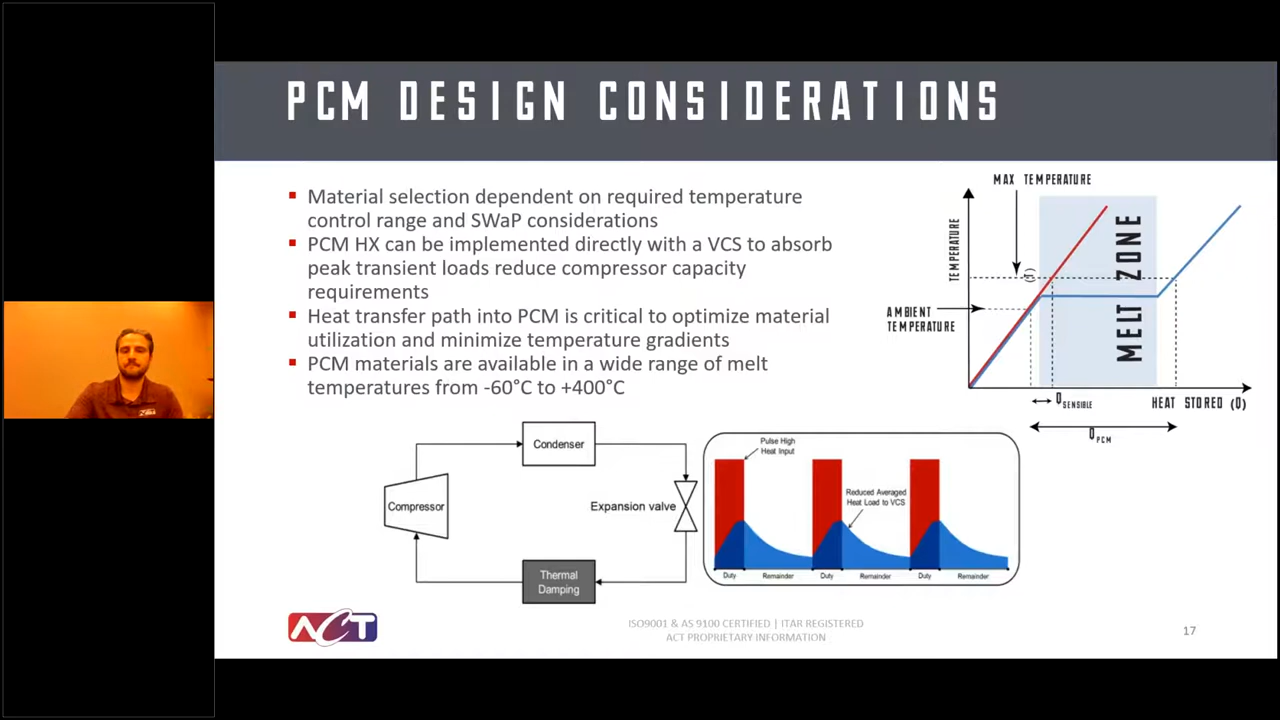 PCM DESIGN CONSIDERATIONS
Material selection dependent on required temperature
control range and SWaP considerations
PCM HX can be implemented directly with a VCS to absorb
peak transient loads reduce compressor capacity
requirements
Heat transfer path into PCM is critical to optimize material
utilization and minimize temperature gradients
PCM materials are available in a wide range of melt
temperatures from -60°C to +400°C
MAX TEMPERATURE
TEMPERATURE
(T)
MELT ZONE
AMBIENT
TEMPERATURE
Q SENSIBLE
HEAT STORED (Q)
Q PCM
Condenser
Compressor
Expansion valve
Thermal
Damping
Pulse High
Heat Input
Reduced Averaged
Heat Load to VCS
Duty Remainder Duty Remainder Duty Remainder
ACT
ISO9001 & AS 9100 CERTIFIED | ITAR REGISTERED
ACT PROPRIETARY INFORMATION
17